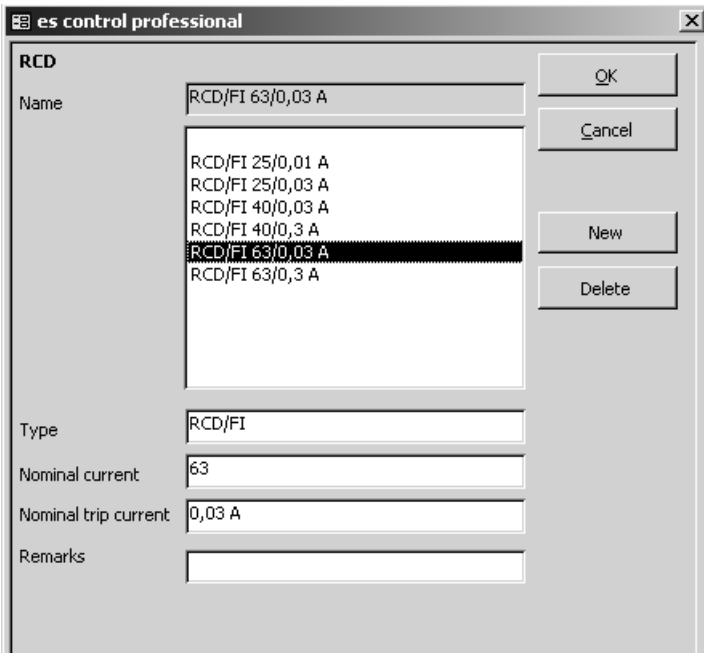 es control professional
RCD
OK
Name
RCD/FI 63/0,03 A
Cancel
RCD/FI 25/0,01 A
RCD/FI 25/0,03 A
RCD/FI 40/0,03 A
RCD/FI 40/0,3 A
New
RCD/FI 63/0,03 A
RCD/FI 63/0,3 A
Delete
Type
RCD/FI
Nominal current
63
Nominal trip current
0,03 A
Remarks